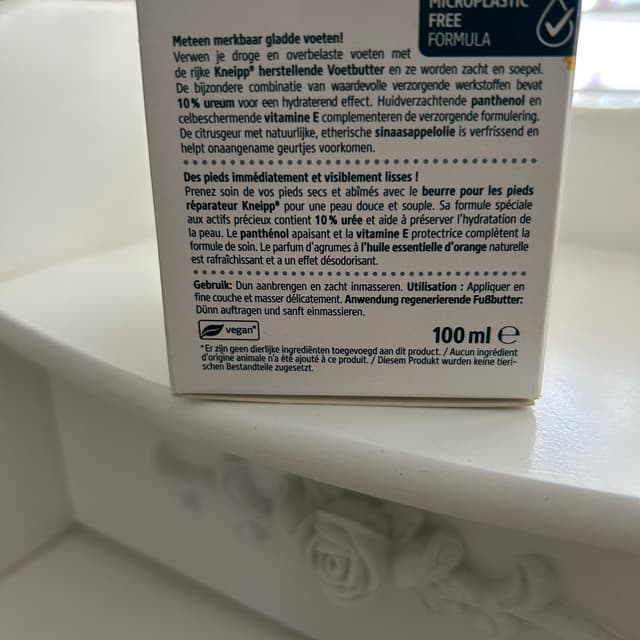 MICROPLASTIC
FREE
FORMULA
Meteen merkbaar gladde voeten!
Verwen je droge en overbelaste voeten met
de rijke Kneipp® herstellende Voetbutter en ze worden zacht en soepel.
De bijzondere combinatie van waardevolle verzorgende werkstoffen bevat
10% ureum voor een hydraterend effect. Huidverzachtende panthenol en
celbeschermende vitamine E complementeren de verzorgende formulering.
De citrusgeur met natuurlijke, etherische sinaasappelolie is verfrissend en
helpt onaangename geurtjes voorkomen.
Des pieds immédiatement et visiblement lisses !
Prenez soin de vos pieds secs et abîmés avec le beurre pour les pieds
réparateur Kneipp® pour une peau douce et souple. Sa formule spéciale
aux actifs précieux contient 10% urée et aide à préserver l'hydratation de
la peau. Le panthénol apaisant et la vitamine E protectrice complètent la
formule de soin. Le parfum d'agrumes à l'huile essentielle d'orange naturelle
est rafraîchissant et a un effet désodorisant.
Gebruik: Dun aanbrengen en zacht inmasseren. Utilisation : Appliquer en
fine couche et masser délicatement. Anwendung regenerierende Fußbutter:
Dünn auftragen und sanft einmassieren.
vegan*
100 ml ℮
*Er zijn geen dierlijke ingrediënten toegevoegd aan dit product. / Aucun ingrédient
d'origine animale n'a été ajouté à ce produit. / Diesem Produkt wurden keine tieri-
schen Bestandteile zugesetzt.